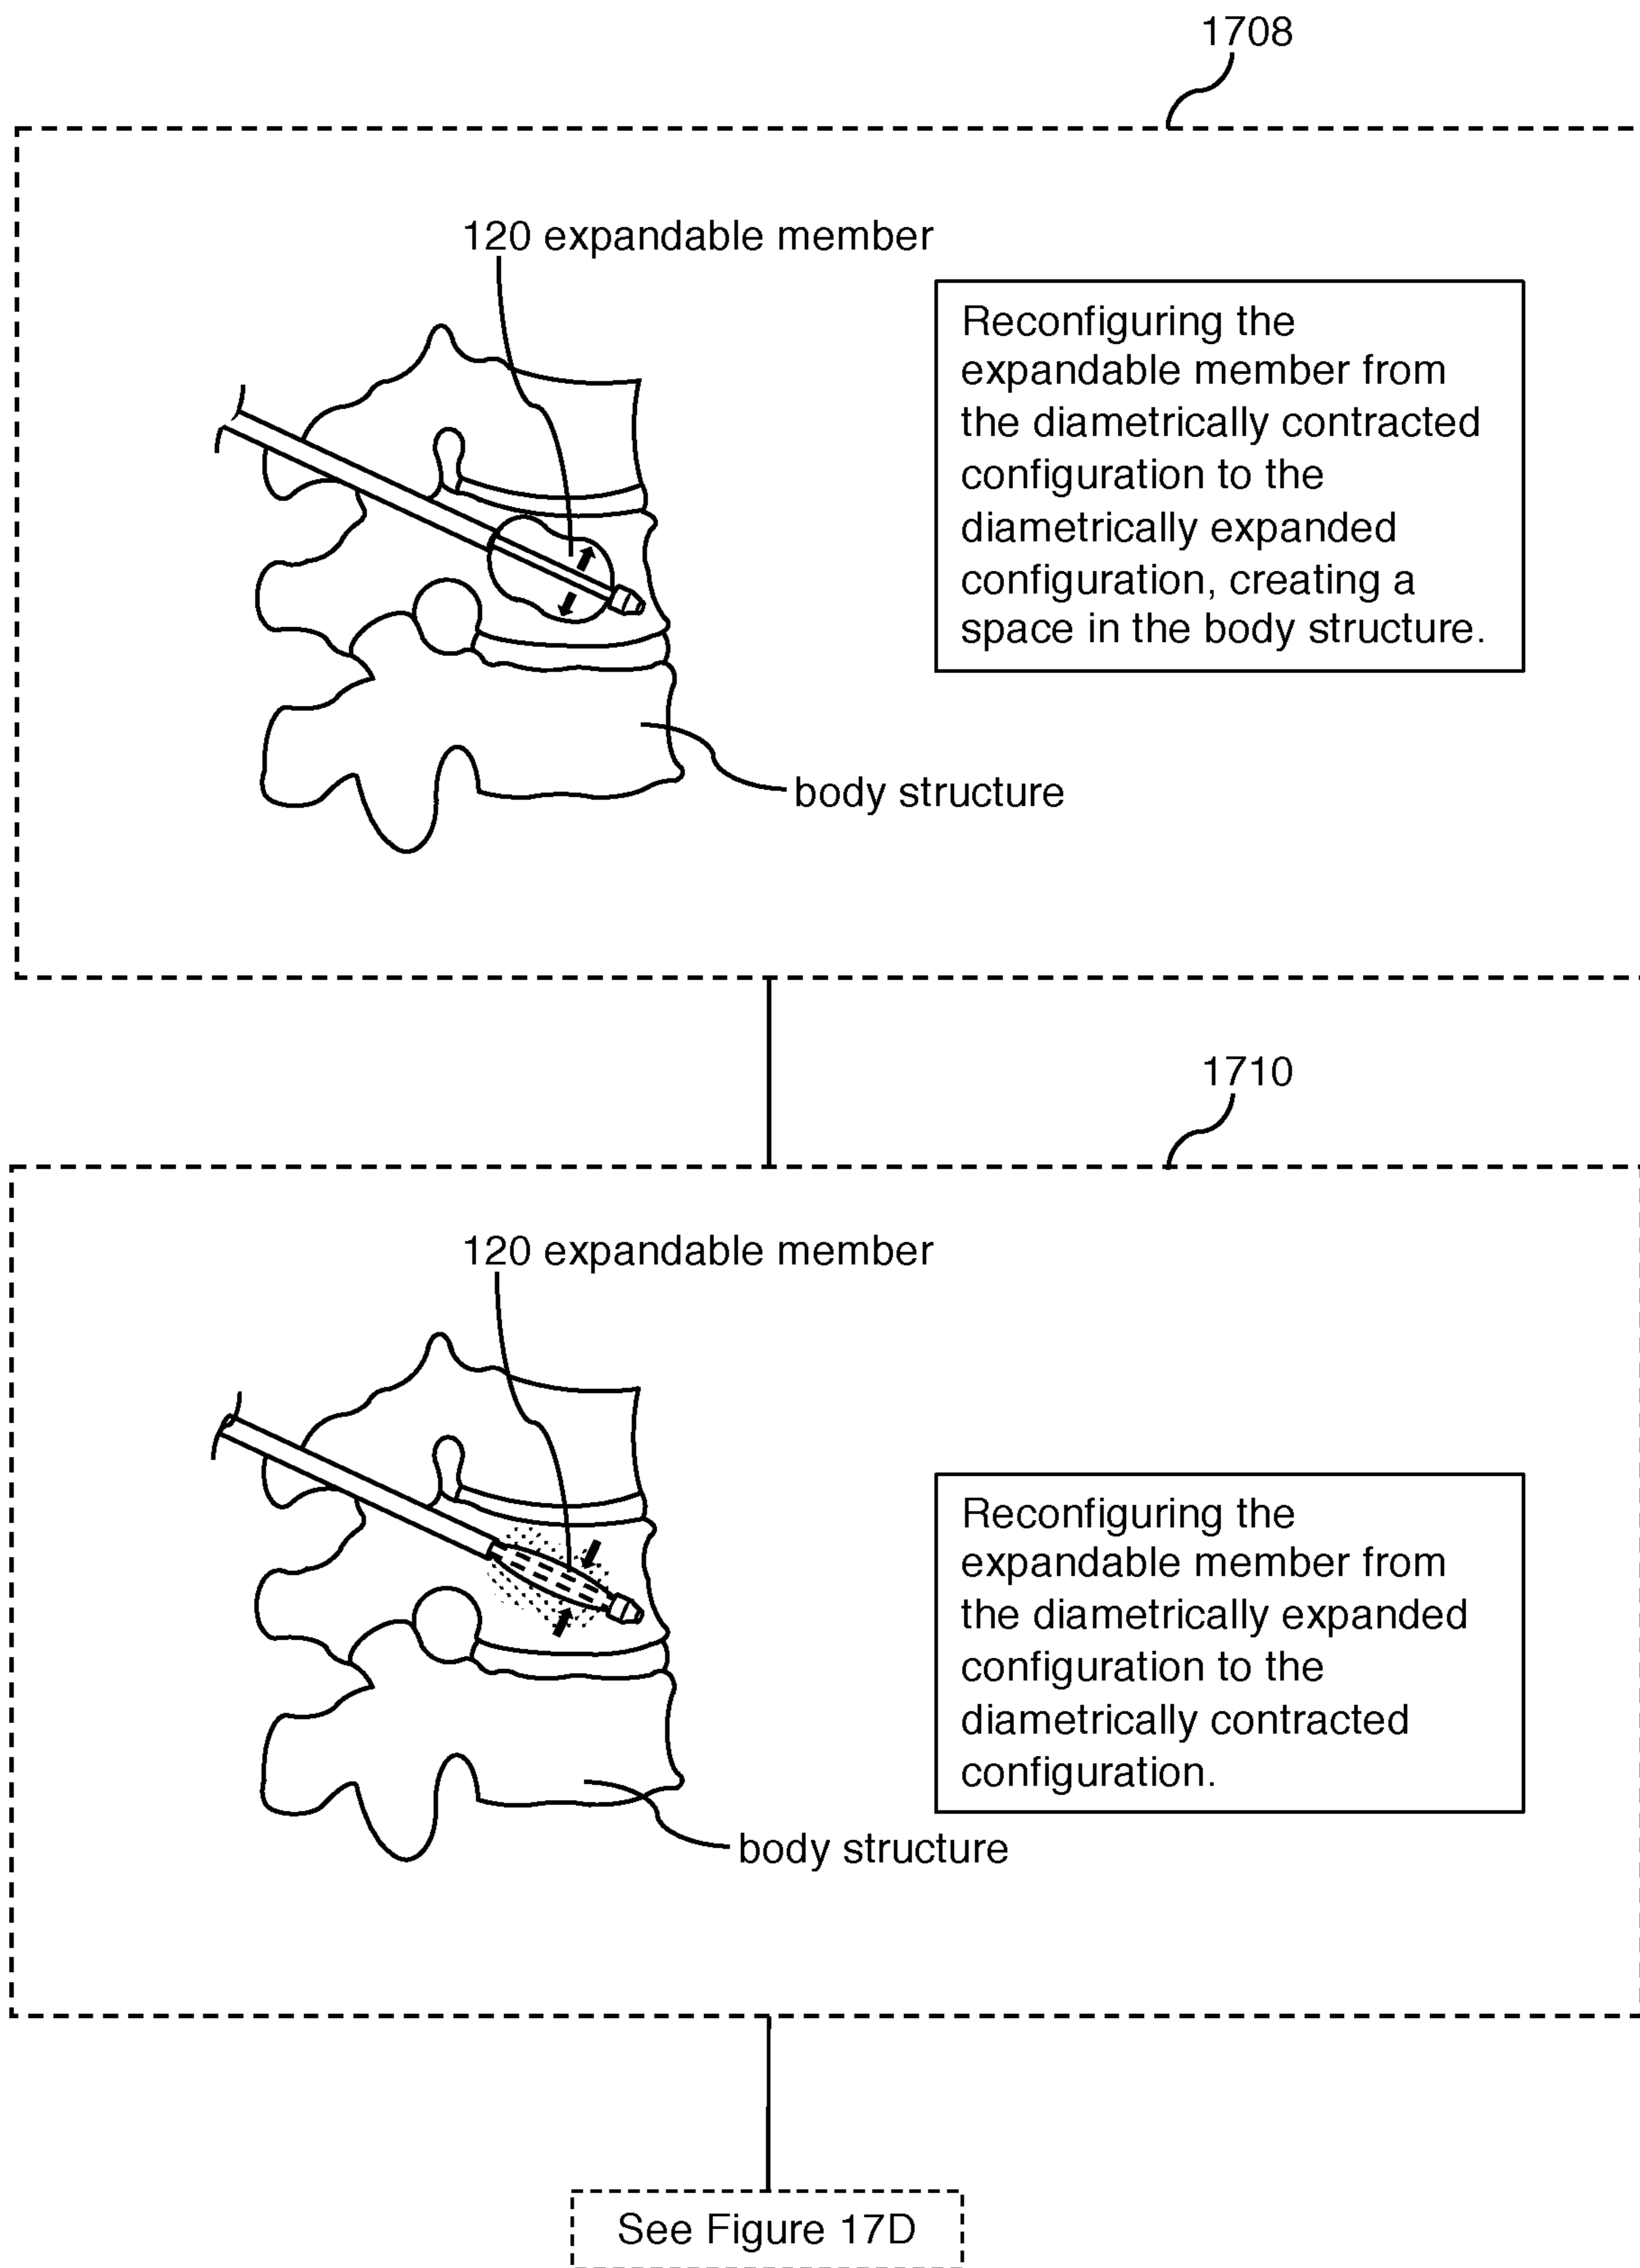 1708
120 expandable member
Reconfiguring the
expandable member from
the diametrically contracted
configuration to the
diametrically expanded
configuration, creating a
space in the body structure.
body structure
1710
120 expandable member
Reconfiguring the
expandable member from
the diametrically expanded
configuration to the
diametrically contracted
configuration.
body structure
See Figure 17D